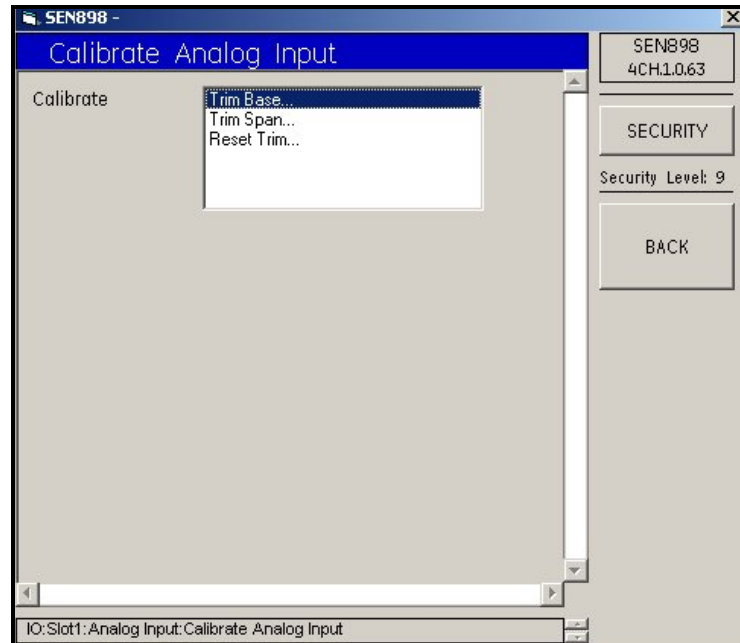 SEN898 -
Calibrate Analog Input
SEN898
4CH.1.0.63
Calibrate
Trim Base...
Trim Span...
Reset Trim...
SECURITY
Security Level: 9
BACK
IO:Slot1:Analog Input:Calibrate Analog Input